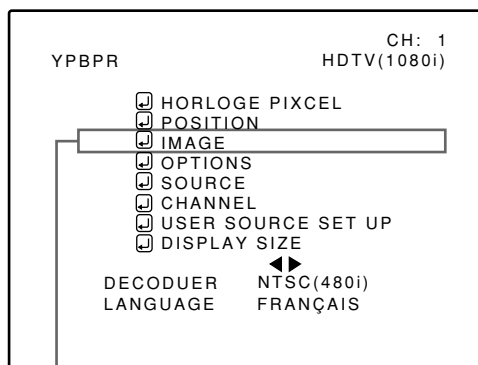 CH: 1
YPBPR HDTV(1080i)
HORLOGE PIXCEL
POSITION
IMAGE
OPTIONS
SOURCE
CHANNEL
USER SOURCE SET UP
DISPLAY SIZE
DECODUER NTSC(480i)
LANGUAGE FRANÇAIS